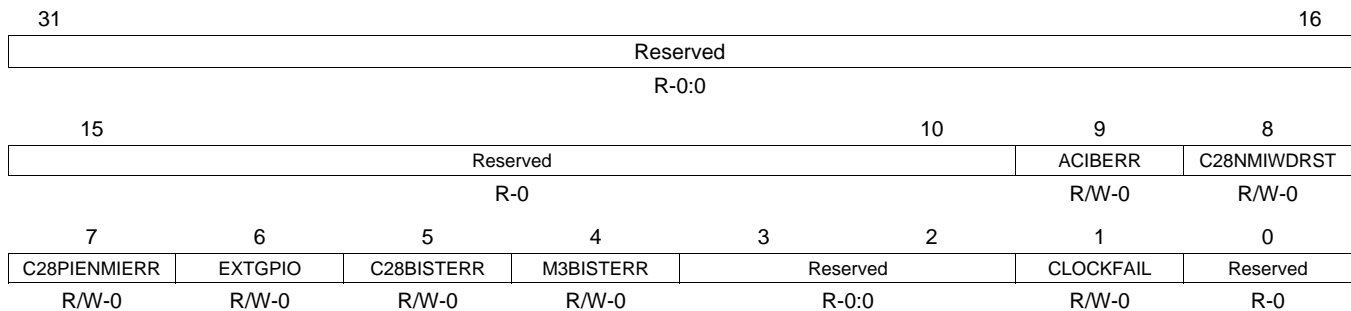 31 16
Reserved
R-0:0
15 10 9 8
Reserved ACIBERR C28NMIWDRST
R-0 R/W-0 R/W-0
7 6 5 4 3 2 1 0
C28PIENMIERR EXTGPIO C28BISTERR M3BISTERR Reserved CLOCKFAIL Reserved
R/W-0 R/W-0 R/W-0 R/W-0 R-0:0 R/W-0 R-0